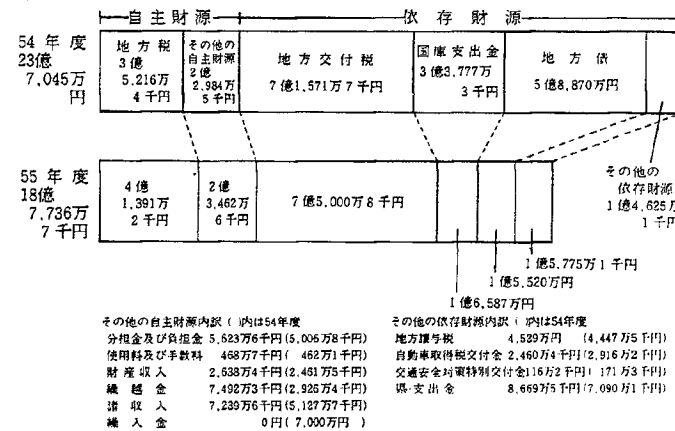 自主財源 依存財源
54年度
23億
7,045万
円
地方税
3億
5,216万
4千円
その他の
自主財源
2億
2,984万
5千円
地方交付税
7億1,571万7千円
国庫支出金
3億3,777万
3千円
地方債
5億8,870万円
その他の
依存財源
1億4,625万
1千円
55年度
18億
7,736万
7千円
4億
1,391万
2千円
2億
3,462万
6千円
7億5,000万8千円
1億5,775万1千円
1億5,520万円
1億6,587万円
その他の自主財源内訳 ( )内は54年度
分担金及び負担金 5,623万6千円(5,006万8千円)
使用料及び手数料 468万7千円( 462万1千円)
財産収入 2,638万4千円(2,461万5千円)
繰越金 7,492万3千円(2,926万4千円)
諸収入 7,239万6千円(5,127万7千円)
繰入金 0円( 7,000万円 )
その他の依存財源内訳 ( )内は54年度
地方譲与税 4,529万円 (4,447万5千円)
自動車取得税交付金 2,460万4千円(2,916万2千円)
交通安全対策特別交付金116万2千円( 171万3千円)
県支出金 8,669万5千円(7,090万1千円)